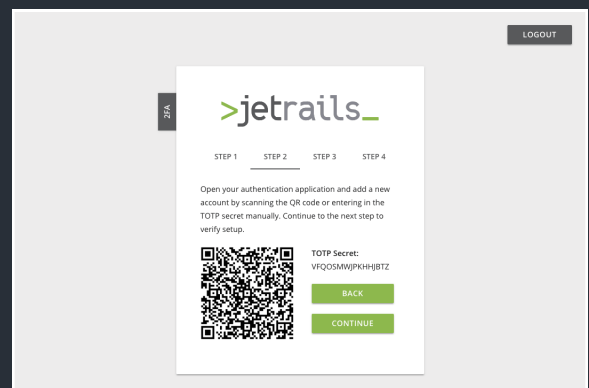 LOGOUT
2FA
>jetrails_
STEP 1 STEP 2 STEP 3 STEP 4
Open your authentication application and add a new
account by scanning the QR code or entering in the
TOTP secret manually. Continue to the next step to
verify setup.
TOTP Secret:
VFQOSMWJPKHHJBTZ
BACK
CONTINUE